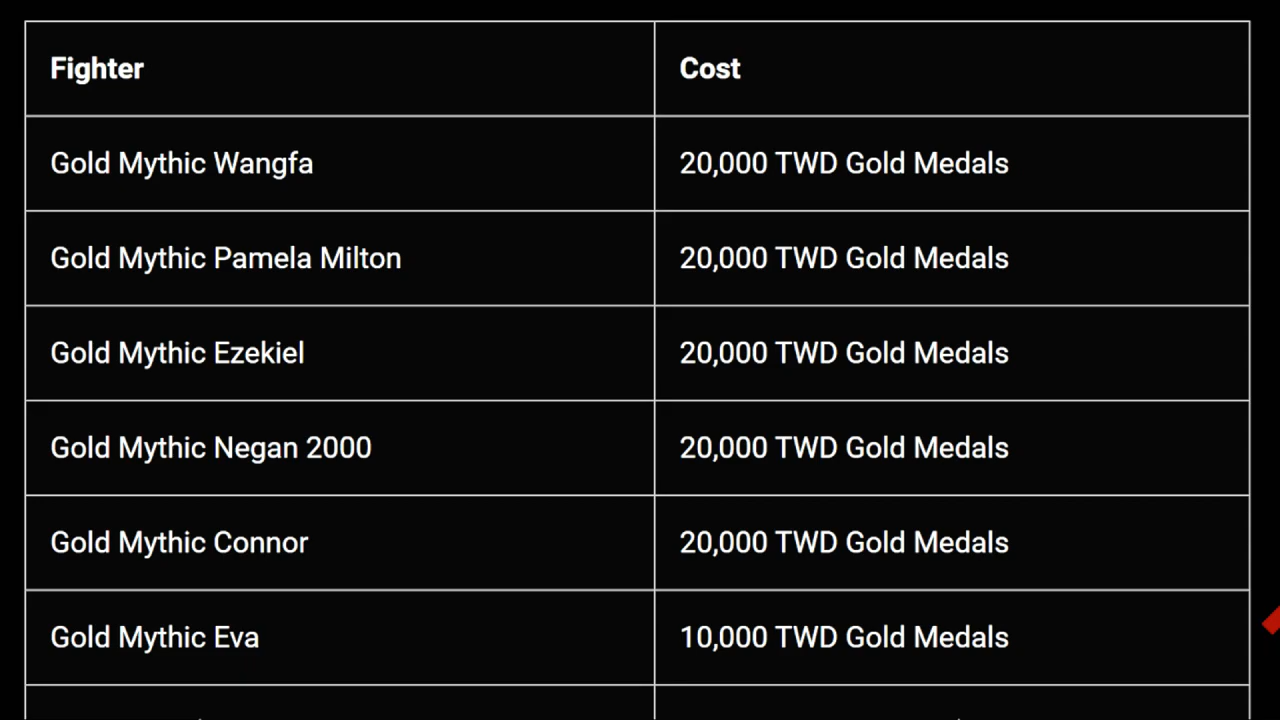 Fighter Cost
Gold Mythic Wangfa 20,000 TWD Gold Medals
Gold Mythic Pamela Milton 20,000 TWD Gold Medals
Gold Mythic Ezekiel 20,000 TWD Gold Medals
Gold Mythic Negan 2000 20,000 TWD Gold Medals
Gold Mythic Connor 20,000 TWD Gold Medals
Gold Mythic Eva 10,000 TWD Gold Medals